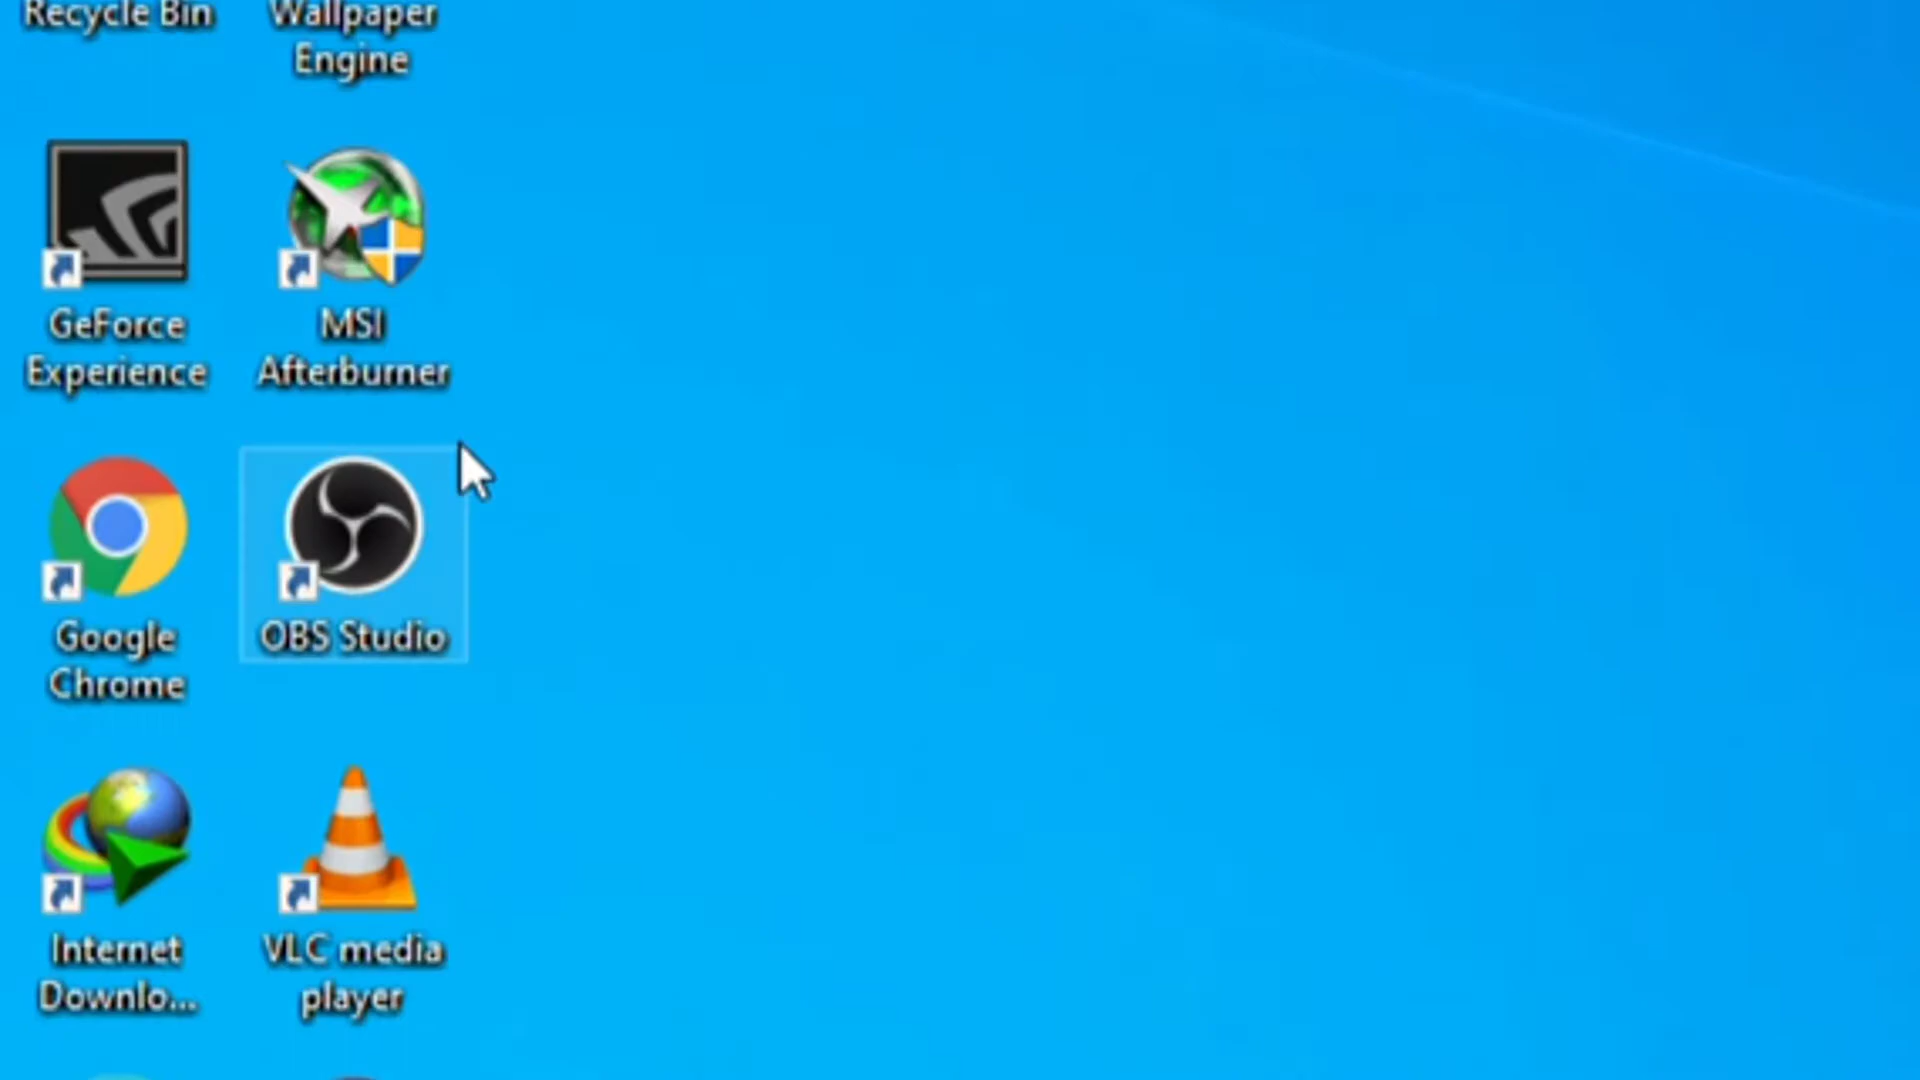 Recycle Bin
Wallpaper
Engine
GeForce
Experience
MSI
Afterburner
Google
Chrome
OBS Studio
Internet
Downlo...
VLC media
player